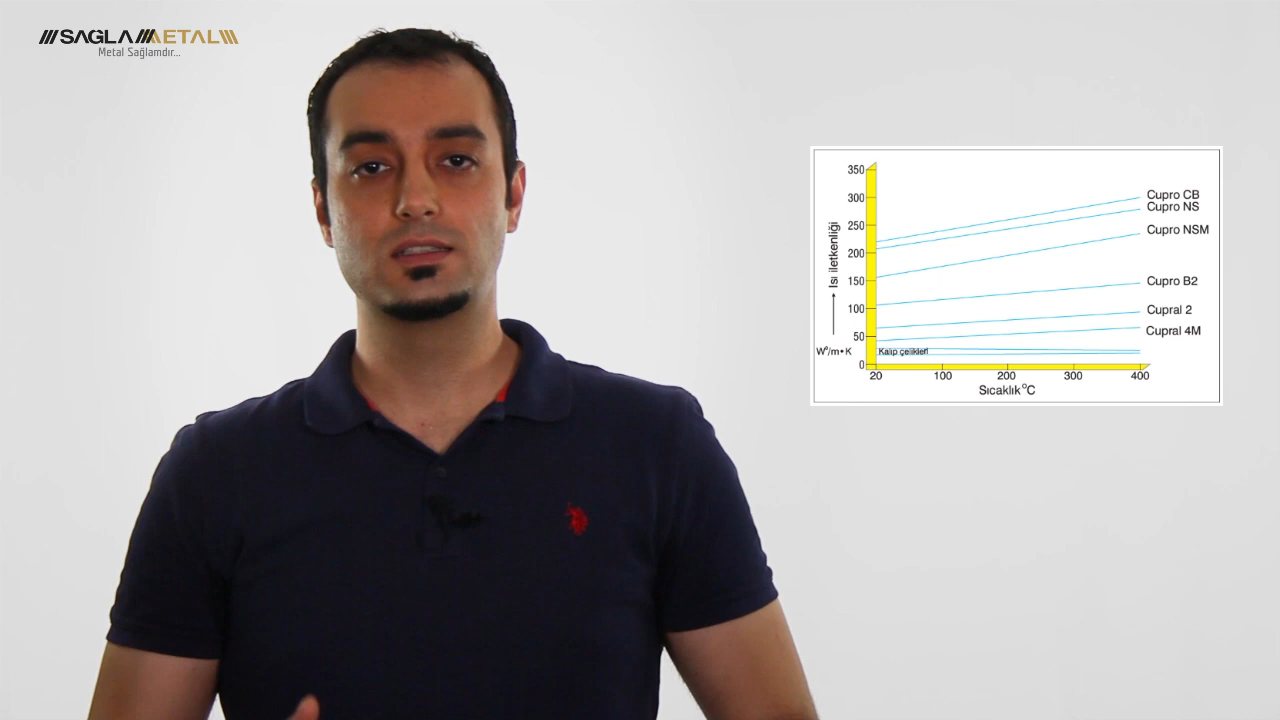 SAGLAMETAL
Metal Sağlamdır...
350
300
250
200
150
100
50
0
Isı iletkenliği
W°/m•K
Cupro CB
Cupro NS
Cupro NSM
Cupro B2
Cupral 2
Cupral 4M
Kalıp çelikleri
20 100 200 300 400
Sıcaklık °C